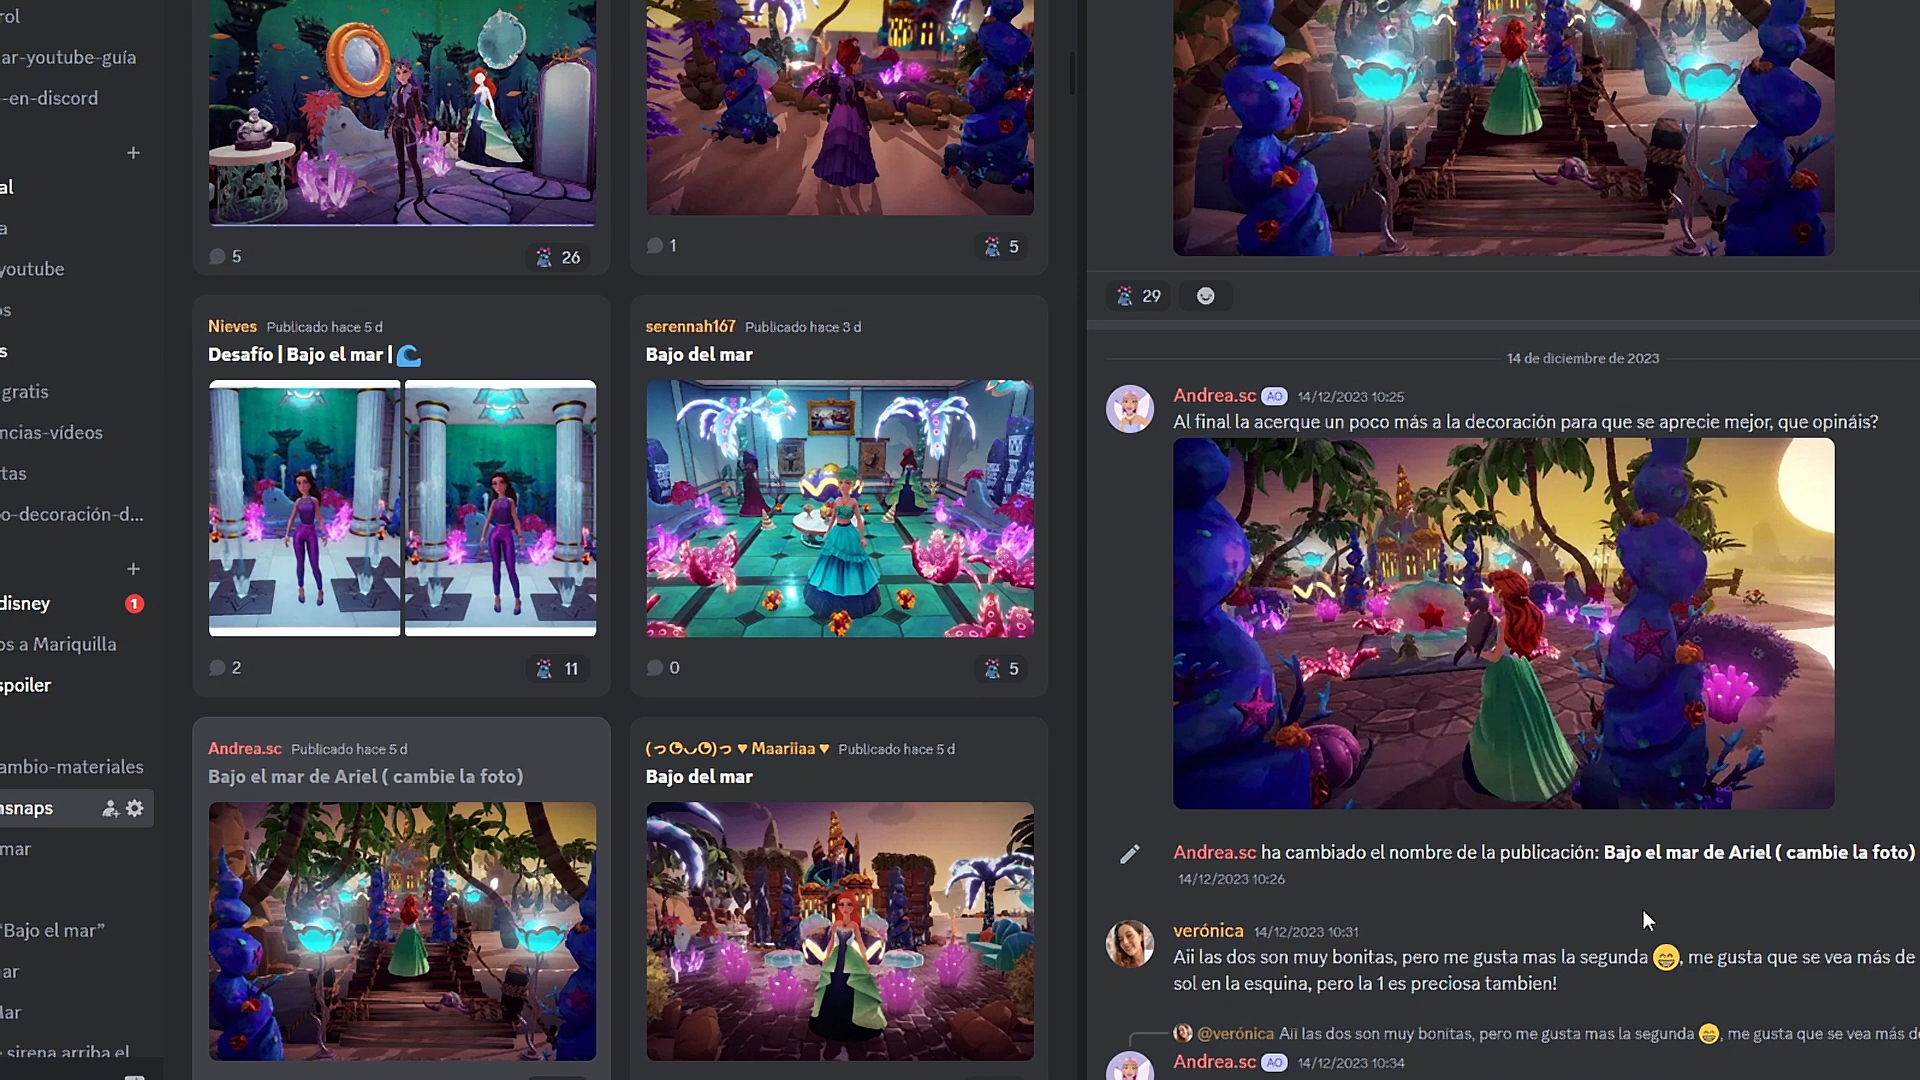 rol
ar-youtube-guía
-en-discord
al
a
youtube
os
s
gratis
ncias-vídeos
tas
o-decoración-d...
disney
1
os a Mariquilla
spoiler
ambio-materiales
nsnaps
mar
"Bajo el mar"
ar
Mar
sirena arriba el
5
26
1
5
Nieves Publicado hace 5 d
Desafío | Bajo el mar | 🌊
2
11
serennah167 Publicado hace 3 d
Bajo del mar
0
5
Andrea.sc Publicado hace 5 d
Bajo el mar de Ariel ( cambie la foto)
(っ◔◡◔)っ ♥ Maariiaa ♥ Publicado hace 5 d
Bajo del mar
29
14 de diciembre de 2023
Andrea.sc AO 14/12/2023 10:25
Al final la acerque un poco más a la decoración para que se aprecie mejor, que opináis?
Andrea.sc ha cambiado el nombre de la publicación: Bajo el mar de Ariel ( cambie la foto)
14/12/2023 10:26
verónica 14/12/2023 10:31
Aii las dos son muy bonitas, pero me gusta mas la segunda 😁, me gusta que se vea más de
sol en la esquina, pero la 1 es preciosa tambien!
@verónica Aii las dos son muy bonitas, pero me gusta mas la segunda 😁, me gusta que se vea más de
Andrea.sc AO 14/12/2023 10:34